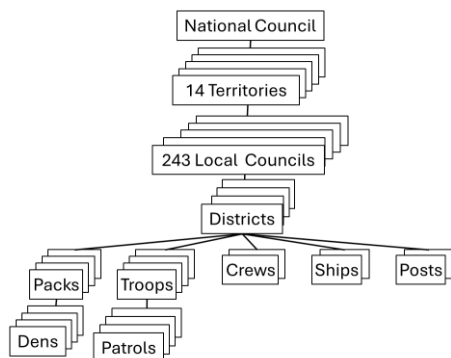 National Council
14 Territories
243 Local Councils
Districts
Packs
Troops
Crews
Ships
Posts
Dens
Patrols